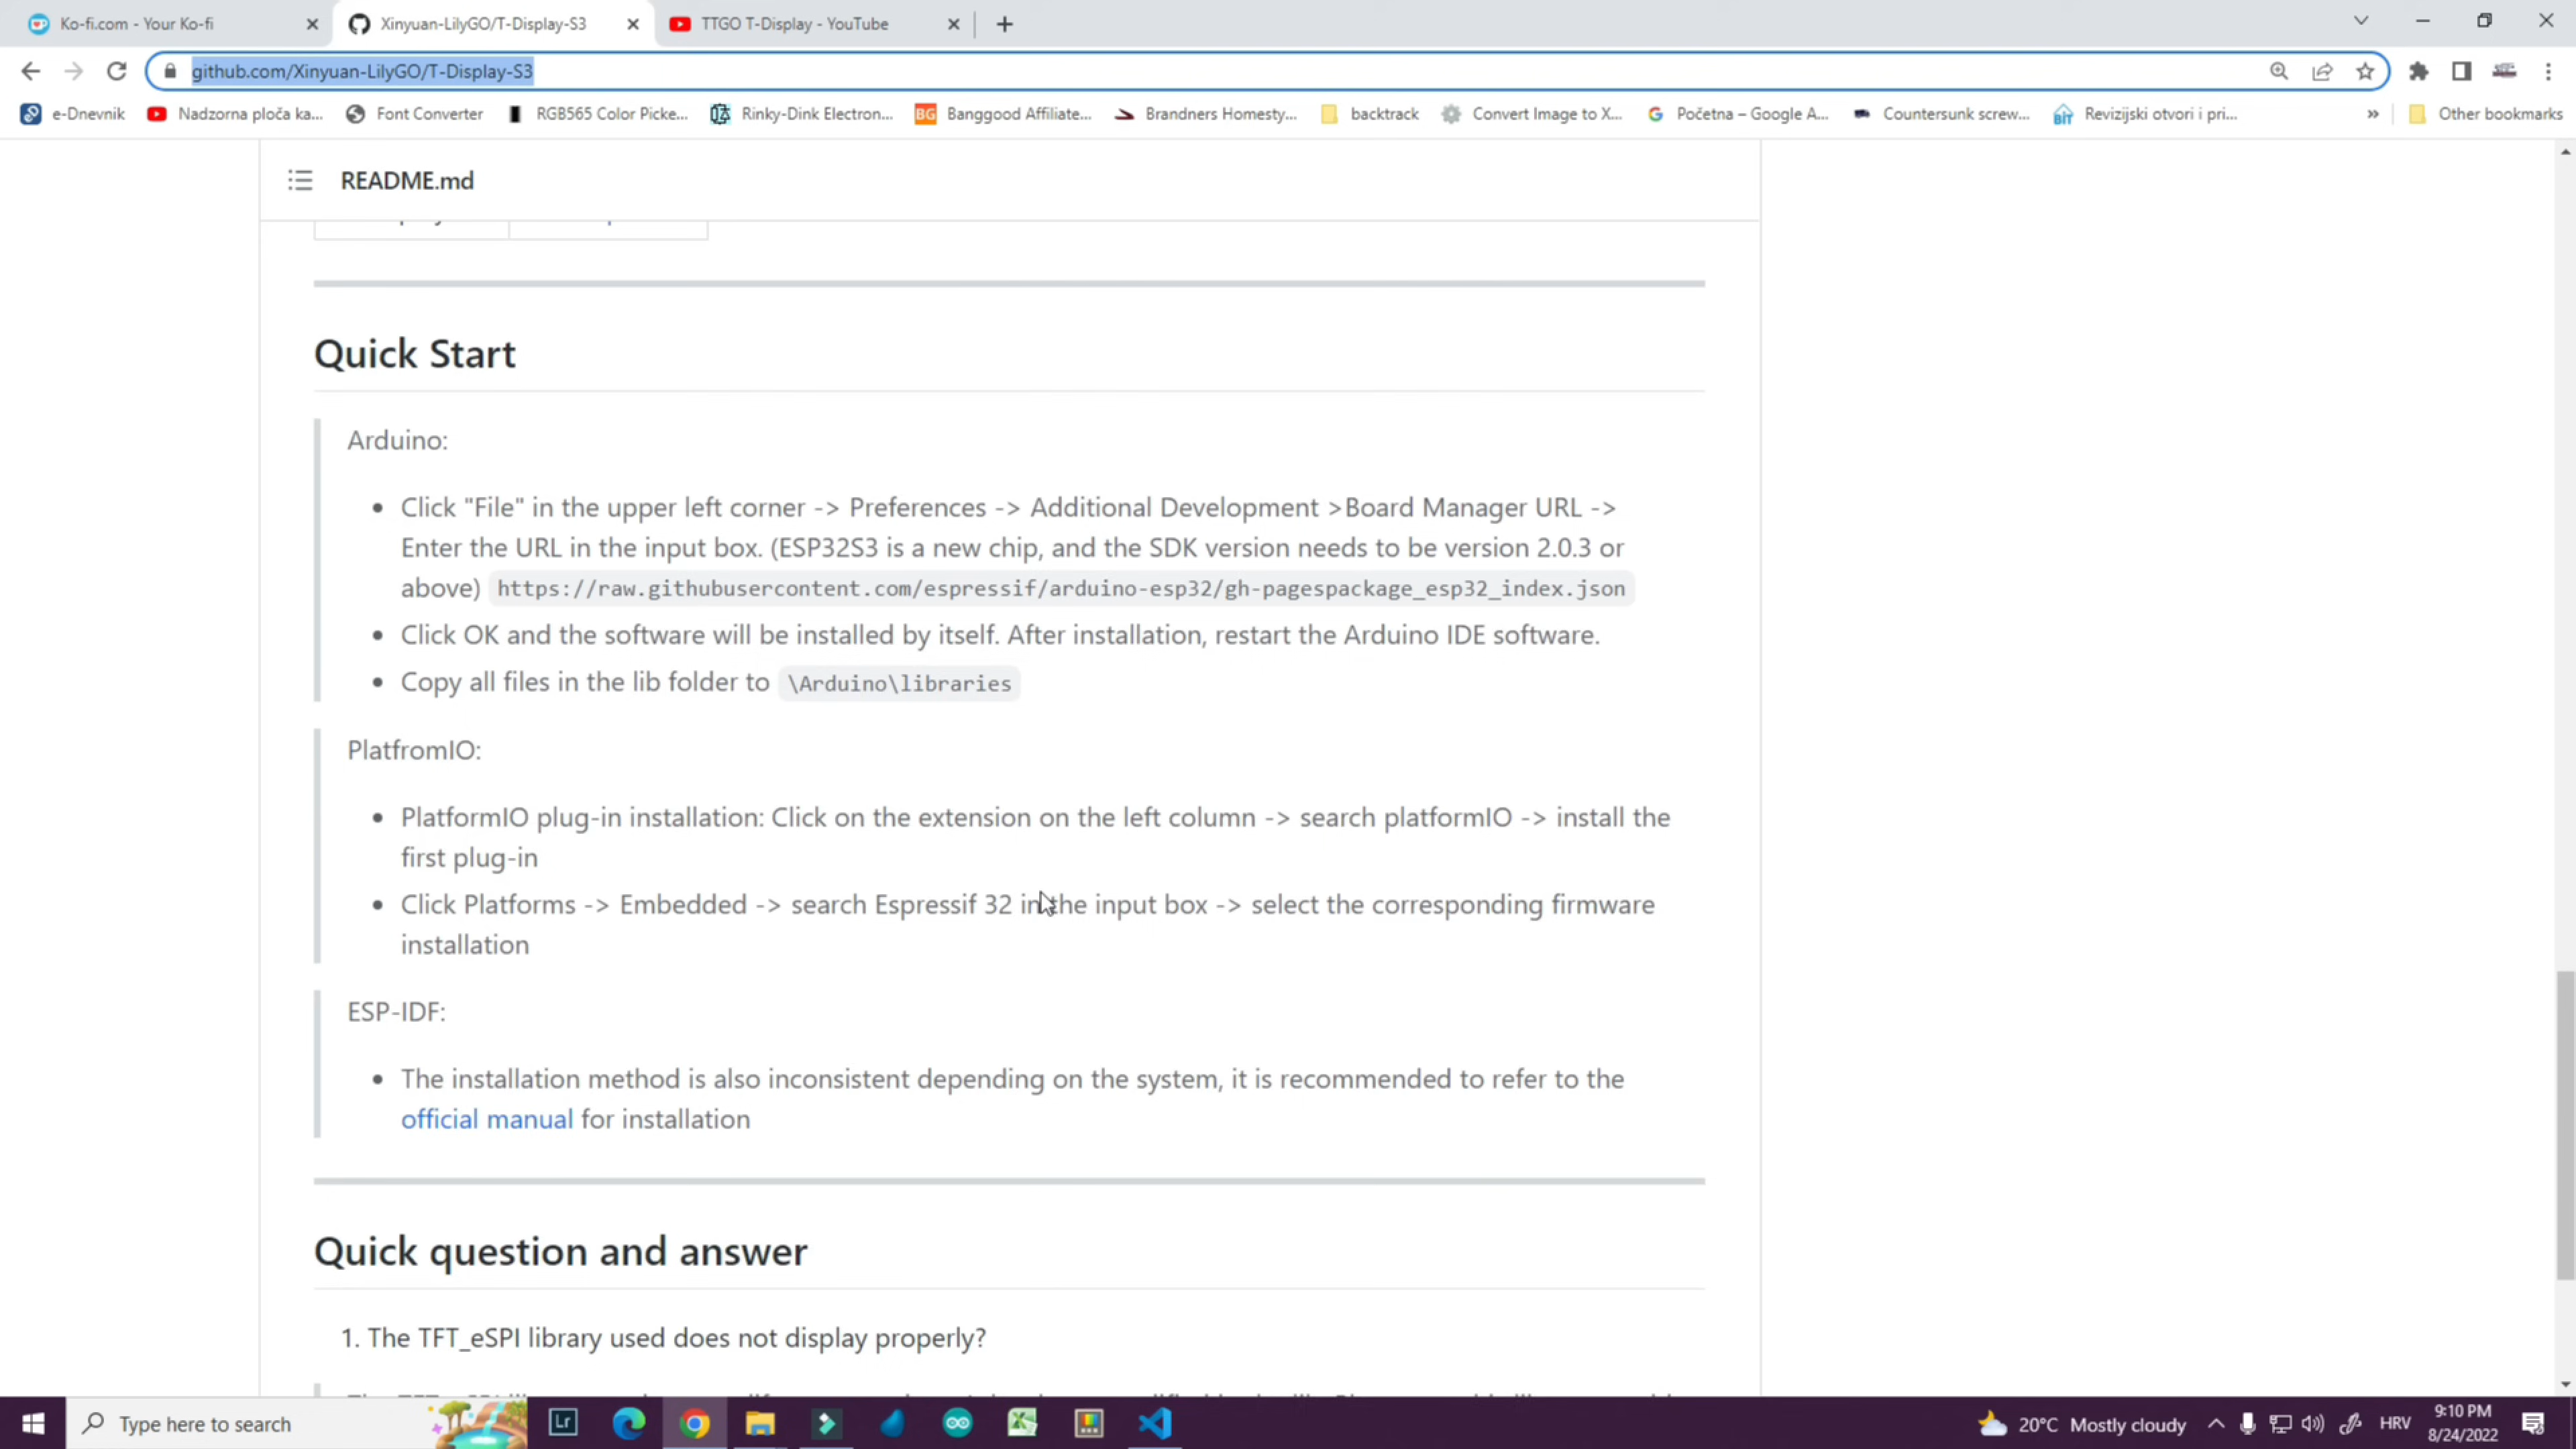 Ko-fi.com - Your Ko-fi
Xinyuan-LilyGO/T-Display-S3
TTGO T-Display - YouTube
github.com/Xinyuan-LilyGO/T-Display-S3
e-Dnevnik
Nadzorna ploča ka...
Font Converter
RGB565 Color Picke...
Rinky-Dink Electron...
BG Banggood Affiliate...
Brandners Homesty...
backtrack
Convert Image to X...
Početna – Google A...
Countersunk screw...
BIT Revizijski otvori i pri...
»
Other bookmarks
README.md
Quick Start
Arduino:
• Click "File" in the upper left corner -> Preferences -> Additional Development >Board Manager URL ->
Enter the URL in the input box. (ESP32S3 is a new chip, and the SDK version needs to be version 2.0.3 or
above) https://raw.githubusercontent.com/espressif/arduino-esp32/gh-pagespackage_esp32_index.json
• Click OK and the software will be installed by itself. After installation, restart the Arduino IDE software.
• Copy all files in the lib folder to \Arduino\libraries
PlatfromIO:
• PlatformIO plug-in installation: Click on the extension on the left column -> search platformIO -> install the
first plug-in
• Click Platforms -> Embedded -> search Espressif 32 in the input box -> select the corresponding firmware
installation
ESP-IDF:
• The installation method is also inconsistent depending on the system, it is recommended to refer to the
official manual for installation
Quick question and answer
1. The TFT_eSPI library used does not display properly?
Type here to search
Lr
20°C Mostly cloudy
HRV
9:10 PM
8/24/2022